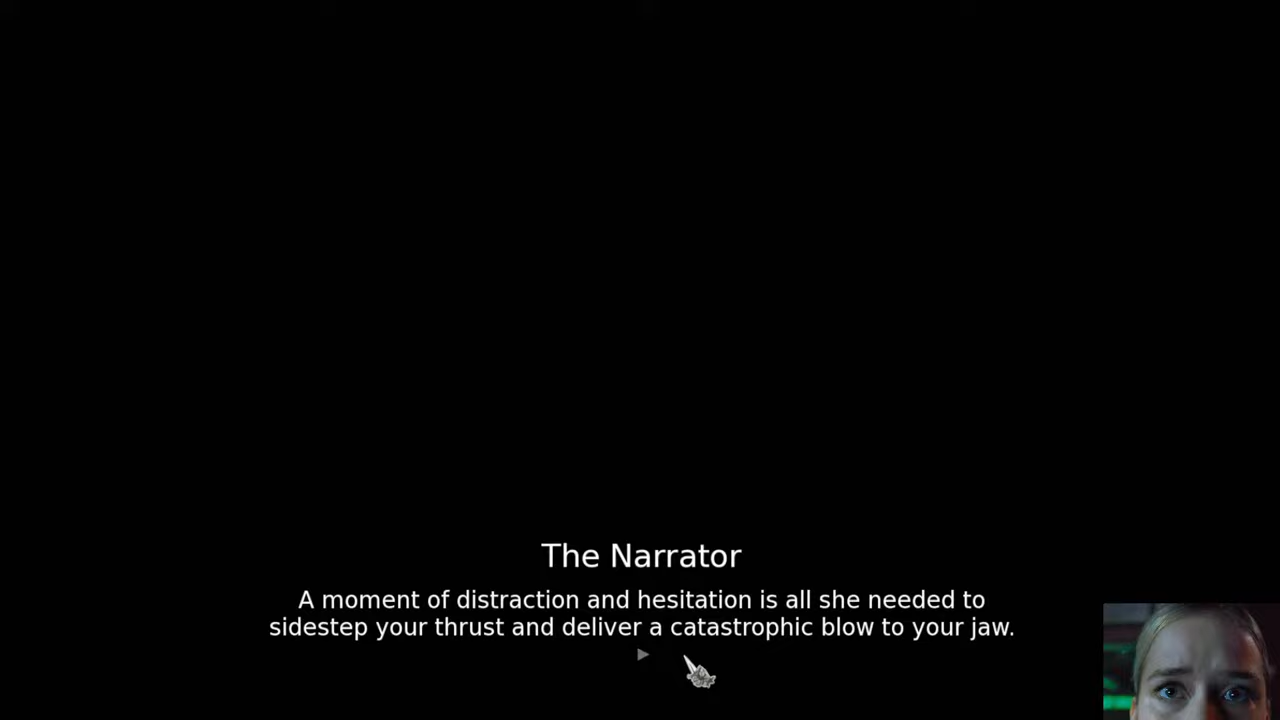 The Narrator
A moment of distraction and hesitation is all she needed to
sidestep your thrust and deliver a catastrophic blow to your jaw.